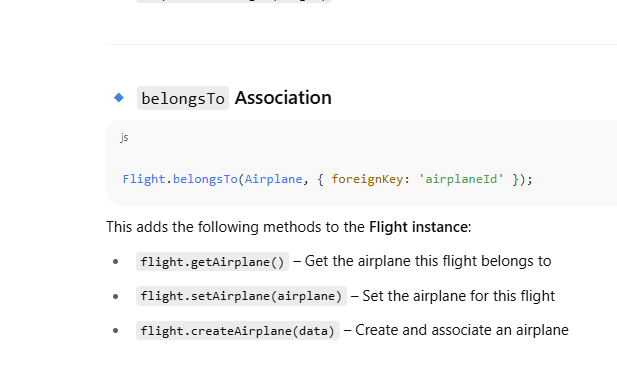 belongsTo Association
js
Flight.belongsTo(Airplane, { foreignKey: 'airplaneId' });
This adds the following methods to the Flight instance:
flight.getAirplane() – Get the airplane this flight belongs to
flight.setAirplane(airplane) – Set the airplane for this flight
flight.createAirplane(data) – Create and associate an airplane